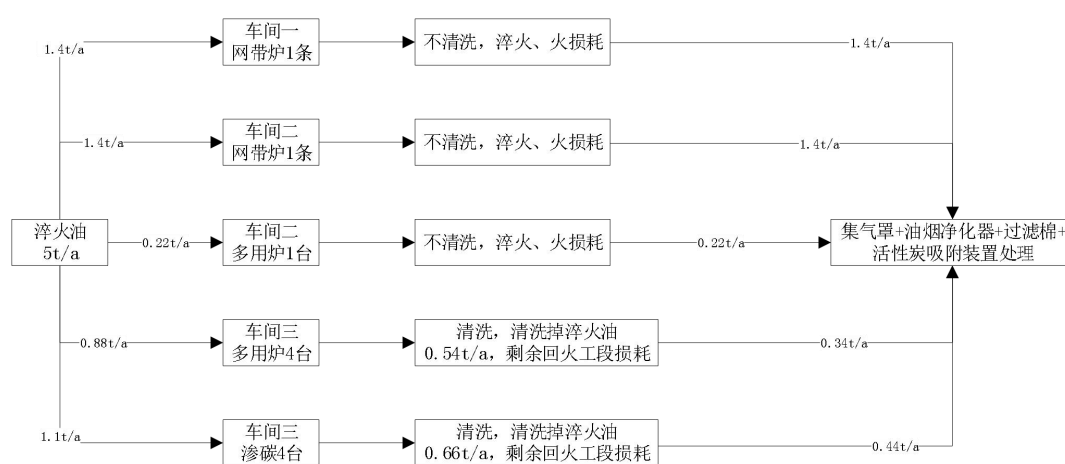 1.4t/a
车间一
网带炉1条
不清洗，淬火、火损耗
1.4t/a
1.4t/a
车间二
网带炉1条
不清洗，淬火、火损耗
1.4t/a
淬火油
5t/a
0.22t/a
车间二
多用炉1台
不清洗，淬火、火损耗
0.22t/a
集气罩+油烟净化器+过滤棉+
活性炭吸附装置处理
0.88t/a
车间三
多用炉4台
清洗，清洗掉淬火油
0.54t/a，剩余回火工段损耗
0.34t/a
1.1t/a
车间三
渗碳4台
清洗，清洗掉淬火油
0.66t/a，剩余回火工段损耗
0.44t/a